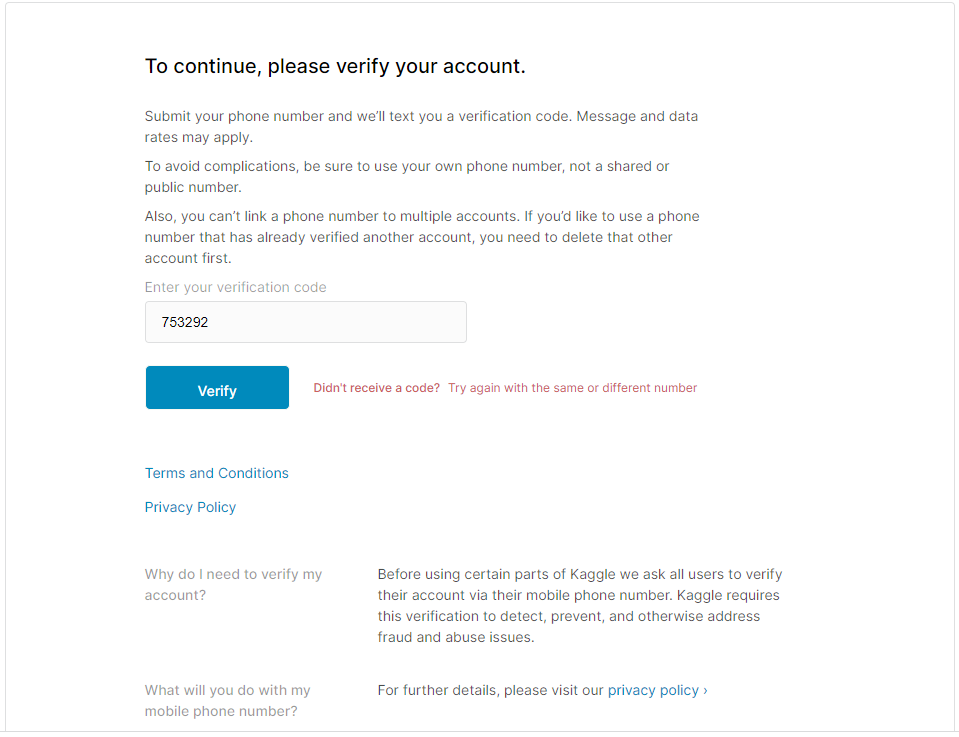 To continue, please verify your account.
Submit your phone number and we'll text you a verification code. Message and data
rates may apply.
To avoid complications, be sure to use your own phone number, not a shared or
public number.
Also, you can't link a phone number to multiple accounts. If you'd like to use a phone
number that has already verified another account, you need to delete that other
account first.
Enter your verification code
753292
Verify
Didn't receive a code? Try again with the same or different number
Terms and Conditions
Privacy Policy
Why do I need to verify my
account?
Before using certain parts of Kaggle we ask all users to verify
their account via their mobile phone number. Kaggle requires
this verification to detect, prevent, and otherwise address
fraud and abuse issues.
What will you do with my
mobile phone number?
For further details, please visit our privacy policy ›